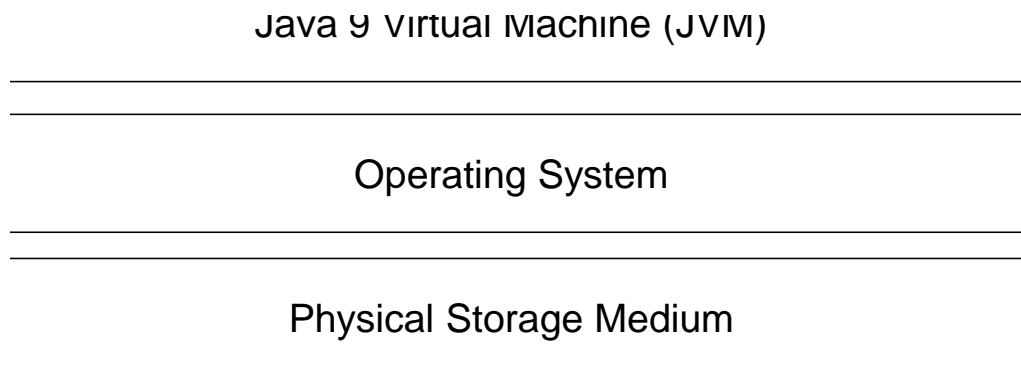 Java 9 Virtual Machine (JVM)
Operating System
Physical Storage Medium